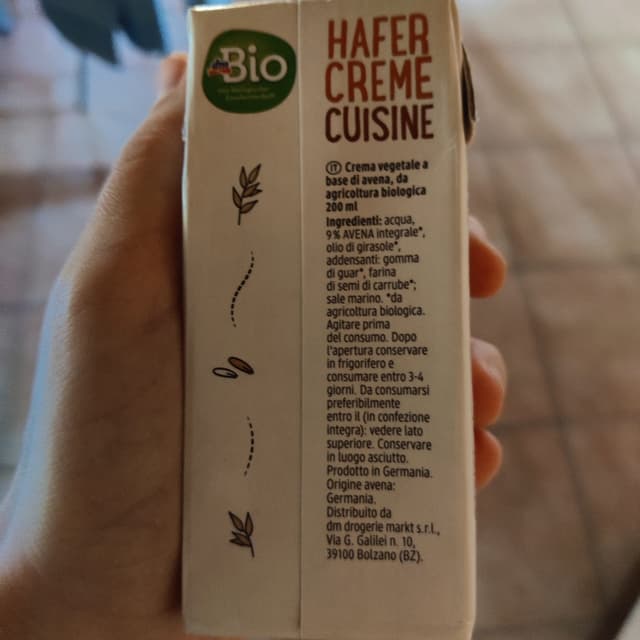 dm
Bio
HAFER
CREME
CUISINE
IT Crema vegetale a
base di avena, da
agricoltura biologica
200 ml
Ingredienti: acqua,
9 % AVENA integrale*,
olio di girasole*,
addensanti: gomma
di guar*, farina
di semi di carrube*;
sale marino. *da
agricoltura biologica.
Agitare prima
del consumo. Dopo
l'apertura conservare
in frigorifero e
consumare entro 3-4
giorni. Da consumarsi
preferibilmente
entro il (in confezione
integra): vedere lato
superiore. Conservare
in luogo asciutto.
Prodotto in Germania.
Origine avena:
Germania.
Distribuito da
dm drogerie markt s.r.l.,
Via G. Galilei n. 10,
39100 Bolzano (BZ).